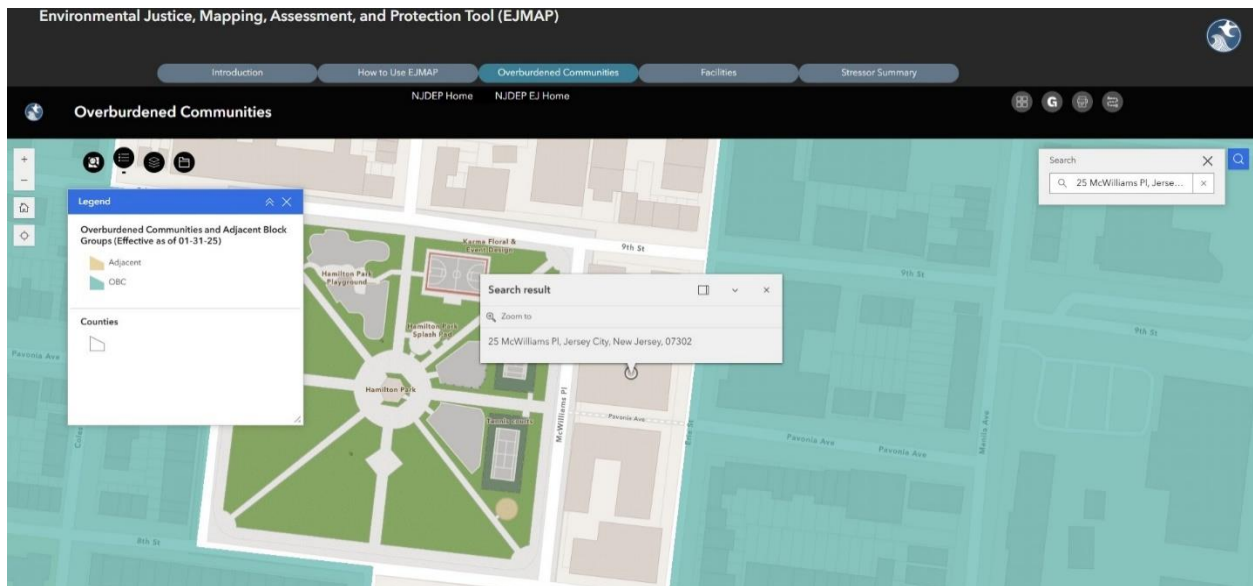 Environmental Justice, Mapping, Assessment, and Protection Tool (EJMAP)
Introduction
How to Use EJMAP
Overburdened Communities
Facilities
Stressor Summary
NJDEP Home
NJDEP EJ Home
Overburdened Communities
G
Search
25 McWilliams Pl, Jerse...
Legend
Overburdened Communities and Adjacent Block
Groups (Effective as of 01-31-25)
Adjacent
OBC
Counties
Karma Floral &
Event Design
9th St
9th St
9th St
Hamilton Park
Playground
Hamilton Park
Splash Pad
Search result
Zoom to
25 McWilliams Pl, Jersey City, New Jersey, 07302
Pavonia Ave
Hamilton Park
McWilliams Pl
Tennis courts
Pavonia Ave
Erie St
Pavonia Ave
Pavonia Ave
Manila Ave
8th St